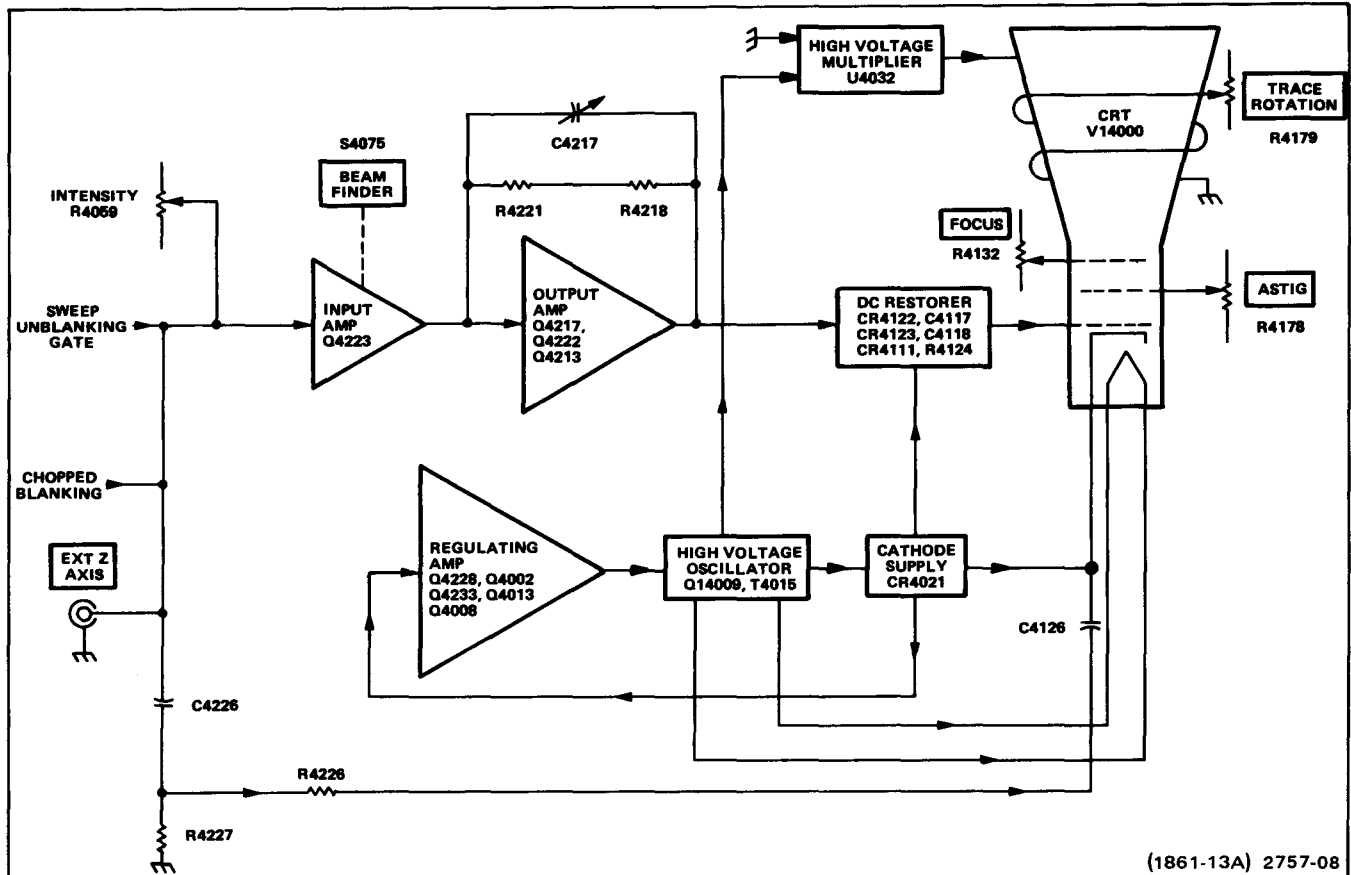 HIGH VOLTAGE
MULTIPLIER
U4032
CRT
V14000
TRACE
ROTATION
R4179
S4075
BEAM
FINDER
C4217
R4221
R4218
INTENSITY
R4059
FOCUS
R4132
ASTIG
R4178
SWEEP
UNBLANKING
GATE
INPUT
AMP
Q4223
OUTPUT
AMP
Q4217,
Q4222
Q4213
DC RESTORER
CR4122, C4117
CR4123, C4118
CR4111, R4124
CHOPPED
BLANKING
EXT Z
AXIS
REGULATING
AMP
Q4228, Q4002
Q4233, Q4013
Q4008
HIGH VOLTAGE
OSCILLATOR
Q14009, T4015
CATHODE
SUPPLY
CR4021
C4126
C4226
R4226
R4227
(1861-13A) 2757-08